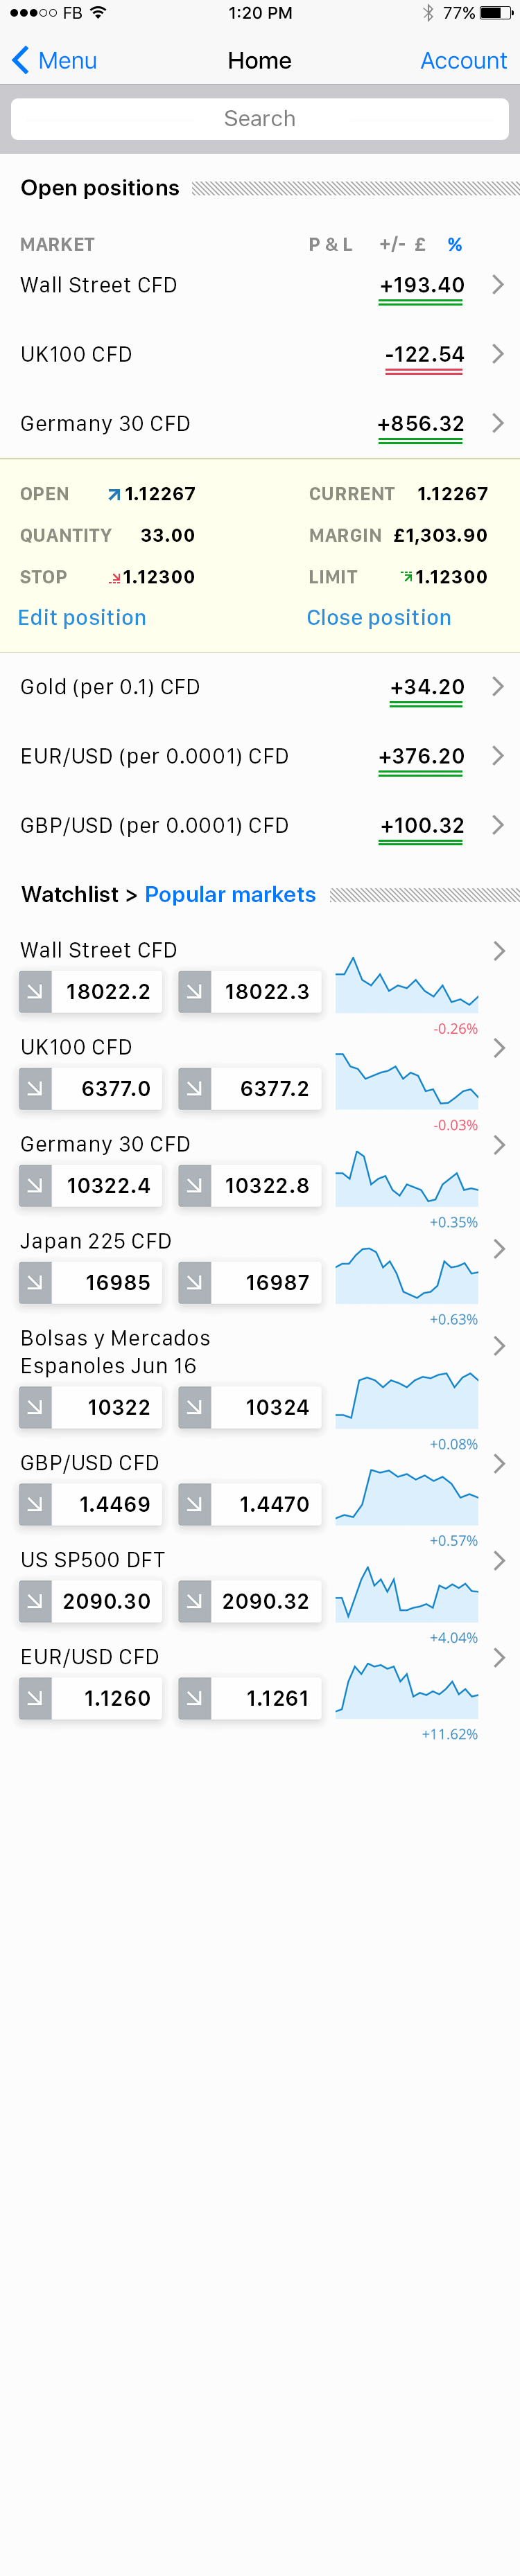 FB 1:20 PM 77%
Menu Home Account
Search
Open positions
MARKET P & L +/- £ %
Wall Street CFD +193.40
UK100 CFD -122.54
Germany 30 CFD +856.32
OPEN 1.12267 CURRENT 1.12267
QUANTITY 33.00 MARGIN £1,303.90
STOP 1.12300 LIMIT 1.12300
Edit position Close position
Gold (per 0.1) CFD +34.20
EUR/USD (per 0.0001) CFD +376.20
GBP/USD (per 0.0001) CFD +100.32
Watchlist > Popular markets
Wall Street CFD
18022.2 18022.3
-0.26%
UK100 CFD
6377.0 6377.2
-0.03%
Germany 30 CFD
10322.4 10322.8
+0.35%
Japan 225 CFD
16985 16987
+0.63%
Bolsas y Mercados
Espanoles Jun 16
10322 10324
+0.08%
GBP/USD CFD
1.4469 1.4470
+0.57%
US SP500 DFT
2090.30 2090.32
+4.04%
EUR/USD CFD
1.1260 1.1261
+11.62%